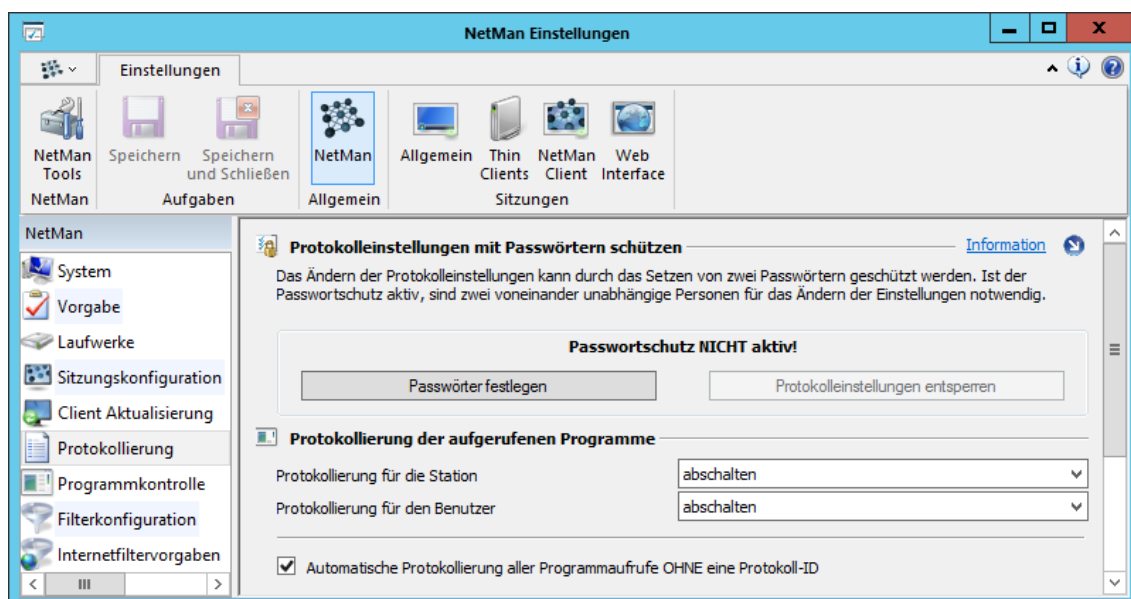 NetMan Einstellungen
Einstellungen
NetMan Tools
Speichern
Speichern und Schließen
NetMan
Allgemein
Thin Clients
NetMan Client
Web Interface
NetMan
Aufgaben
Allgemein
Sitzungen
NetMan
System
Vorgabe
Laufwerke
Sitzungskonfiguration
Client Aktualisierung
Protokollierung
Programmkontrolle
Filterkonfiguration
Internetfiltervorgaben
Protokolleinstellungen mit Passwörtern schützen
Information
Das Ändern der Protokolleinstellungen kann durch das Setzen von zwei Passwörtern geschützt werden. Ist der
Passwortschutz aktiv, sind zwei voneinander unabhängige Personen für das Ändern der Einstellungen notwendig.
Passwortschutz NICHT aktiv!
Passwörter festlegen
Protokolleinstellungen entsperren
Protokollierung der aufgerufenen Programme
Protokollierung für die Station
abschalten
Protokollierung für den Benutzer
abschalten
Automatische Protokollierung aller Programmaufrufe OHNE eine Protokoll-ID